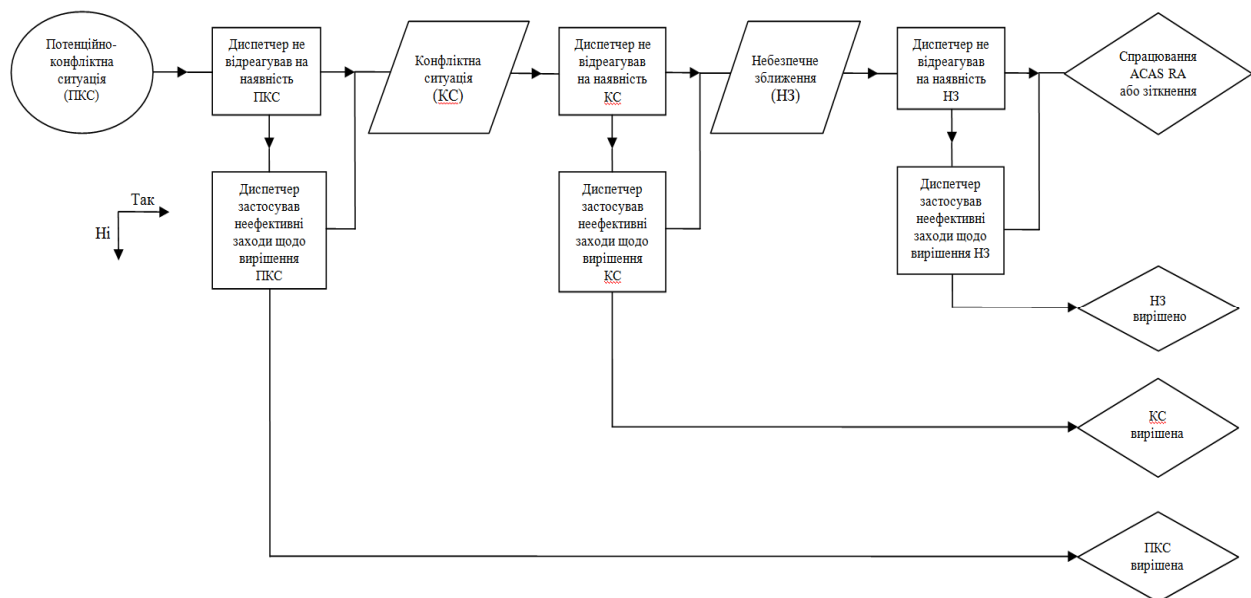 Потенційно-
конфліктна
ситуація
(ПКС)
Диспетчер не
відреагував на
наявність
ПКС
Конфліктна
ситуація
(КС)
Диспетчер не
відреагував
на наявність
КС
Небезпечне
зближення
(НЗ)
Диспетчер не
відреагував
на наявність
НЗ
Спрацювання
ACAS RA
або зіткнення
Так
Ні
Диспетчер
застосував
неефективні
заходи щодо
вирішення
ПКС
Диспетчер
застосував
неефективні
заходи щодо
вирішення
КС
Диспетчер
застосував
неефективні
заходи щодо
вирішення НЗ
НЗ
вирішено
КС
вирішена
ПКС
вирішена